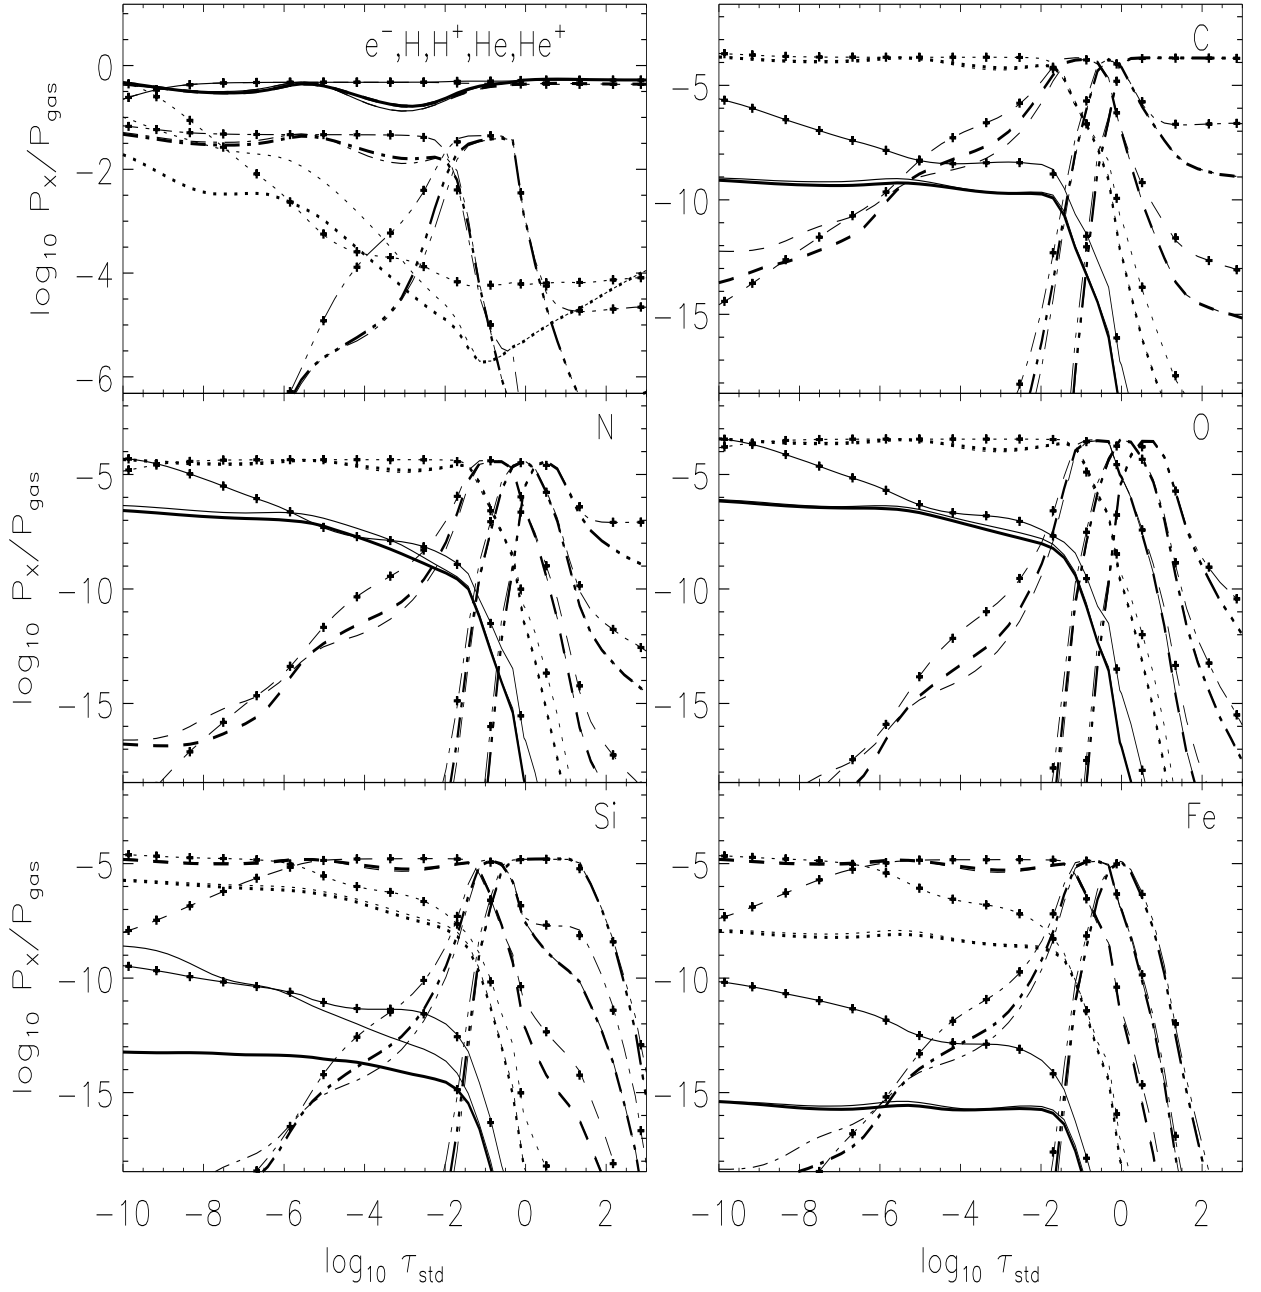 e⁻,H,H⁺,He,He⁺
C
0
−2
−4
−6
log₁₀ Pₓ/P_gas
−5
−10
−15
N
O
−5
−10
−15
log₁₀ Pₓ/P_gas
−5
−10
−15
Si
Fe
−5
−10
−15
log₁₀ Pₓ/P_gas
−5
−10
−15
−10 −8 −6 −4 −2 0 2
−10 −8 −6 −4 −2 0 2
log₁₀ τ_std
log₁₀ τ_std